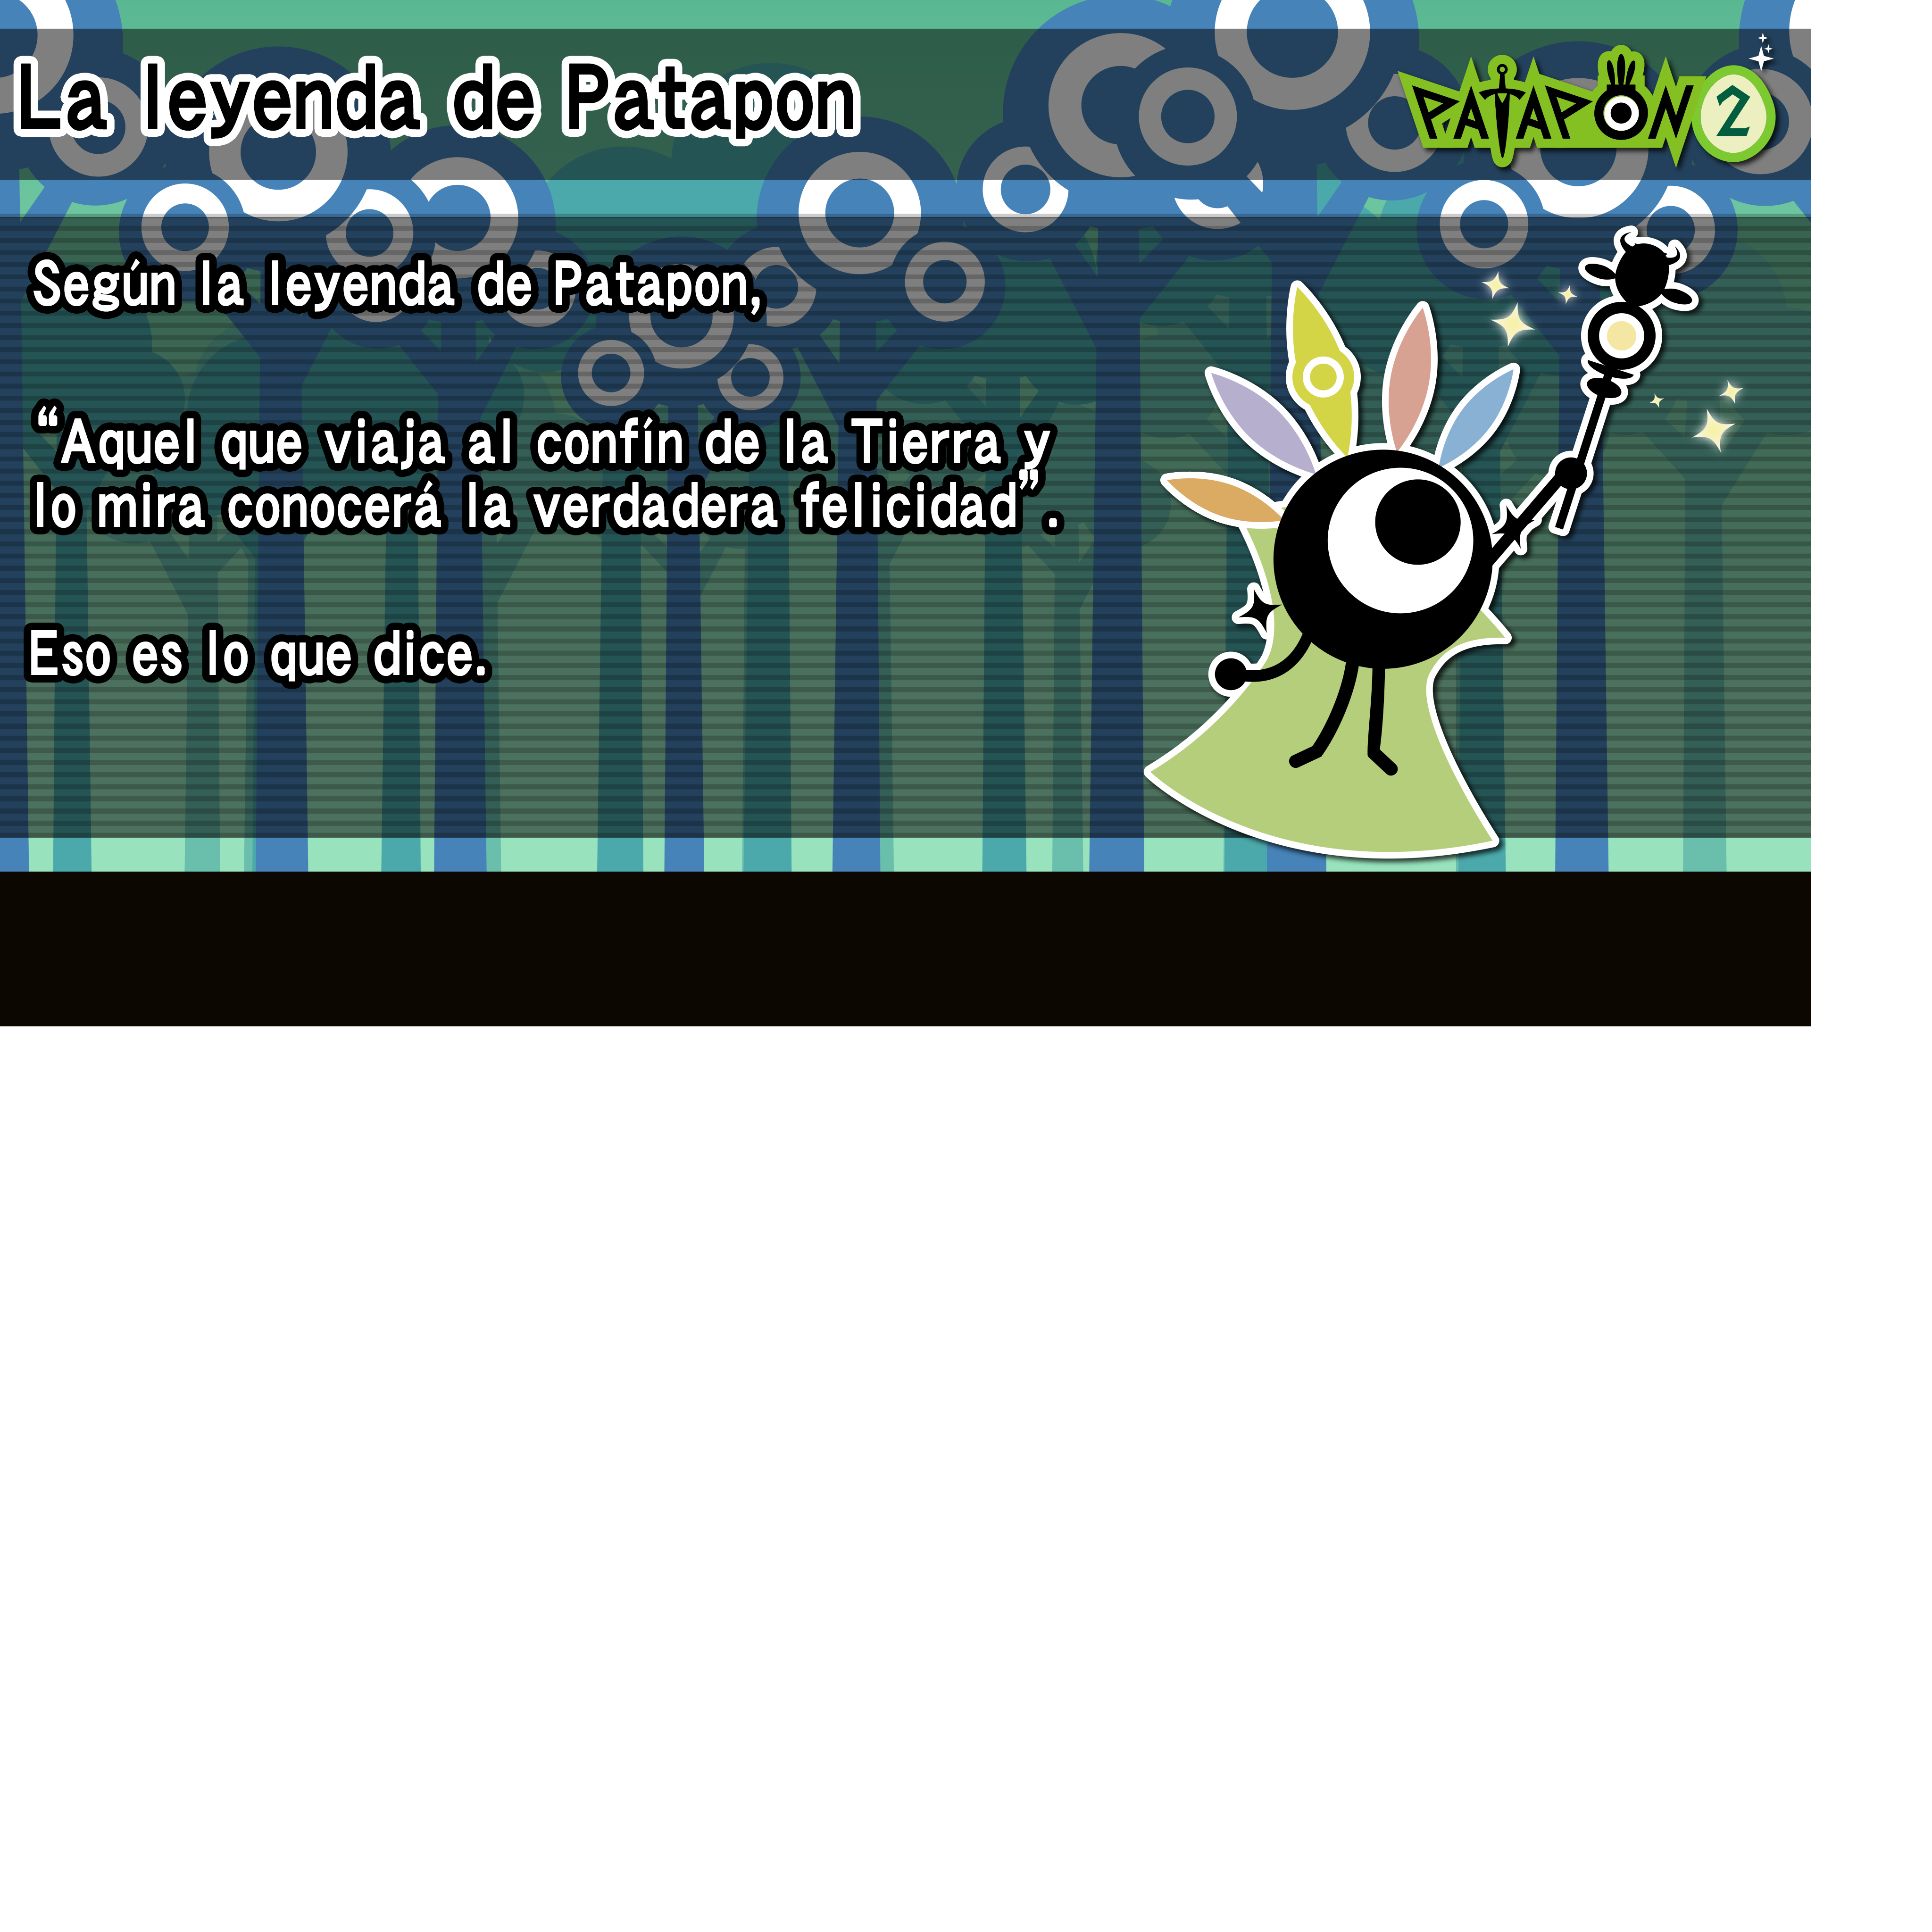 La leyenda de Patapon
PATAPON 2
Según la leyenda de Patapon,
“Aquel que viaja al confín de la Tierra y
lo mira conocerá la verdadera felicidad”.
Eso es lo que dice.